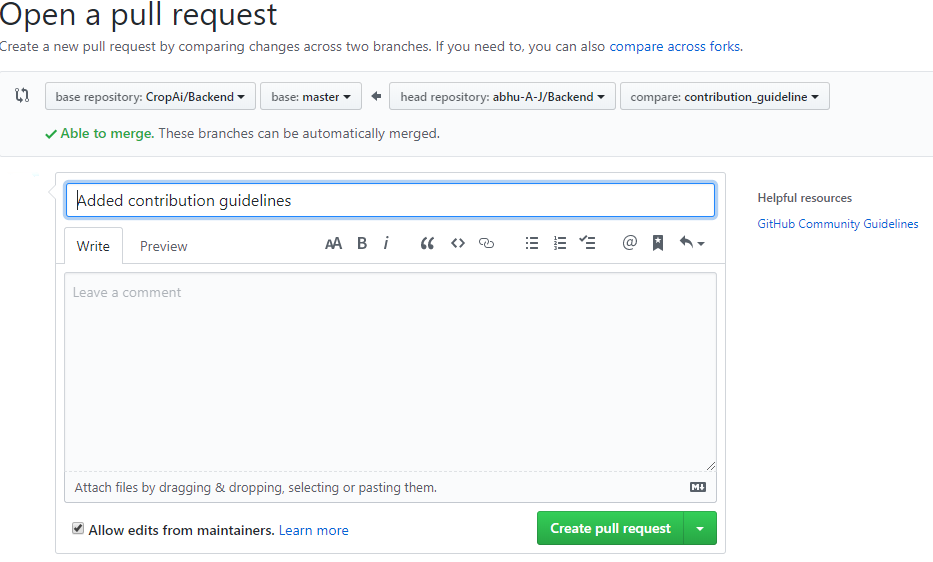 Open a pull request
Create a new pull request by comparing changes across two branches. If you need to, you can also compare across forks.
base repository: CropAi/Backend base: master head repository: abhu-A-J/Backend compare: contribution_guideline
Able to merge. These branches can be automatically merged.
Added contribution guidelines
Helpful resources
GitHub Community Guidelines
Write Preview AA B i
Leave a comment
Attach files by dragging & dropping, selecting or pasting them.
Allow edits from maintainers. Learn more
Create pull request